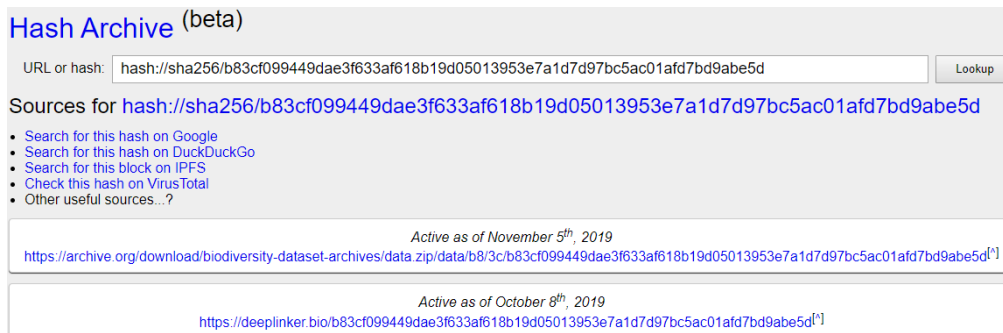 Hash Archive (beta)
URL or hash: hash://sha256/b83cf099449dae3f633af618b19d05013953e7a1d7d97bc5ac01afd7bd9abe5d Lookup
Sources for hash://sha256/b83cf099449dae3f633af618b19d05013953e7a1d7d97bc5ac01afd7bd9abe5d
• Search for this hash on Google
• Search for this hash on DuckDuckGo
• Search for this block on IPFS
• Check this hash on VirusTotal
• Other useful sources...?
Active as of November 5th, 2019
https://archive.org/download/biodiversity-dataset-archives/data.zip/data/b8/3c/b83cf099449dae3f633af618b19d05013953e7a1d7d97bc5ac01afd7bd9abe5d[^]
Active as of October 8th, 2019
https://deeplinker.bio/b83cf099449dae3f633af618b19d05013953e7a1d7d97bc5ac01afd7bd9abe5d[^]